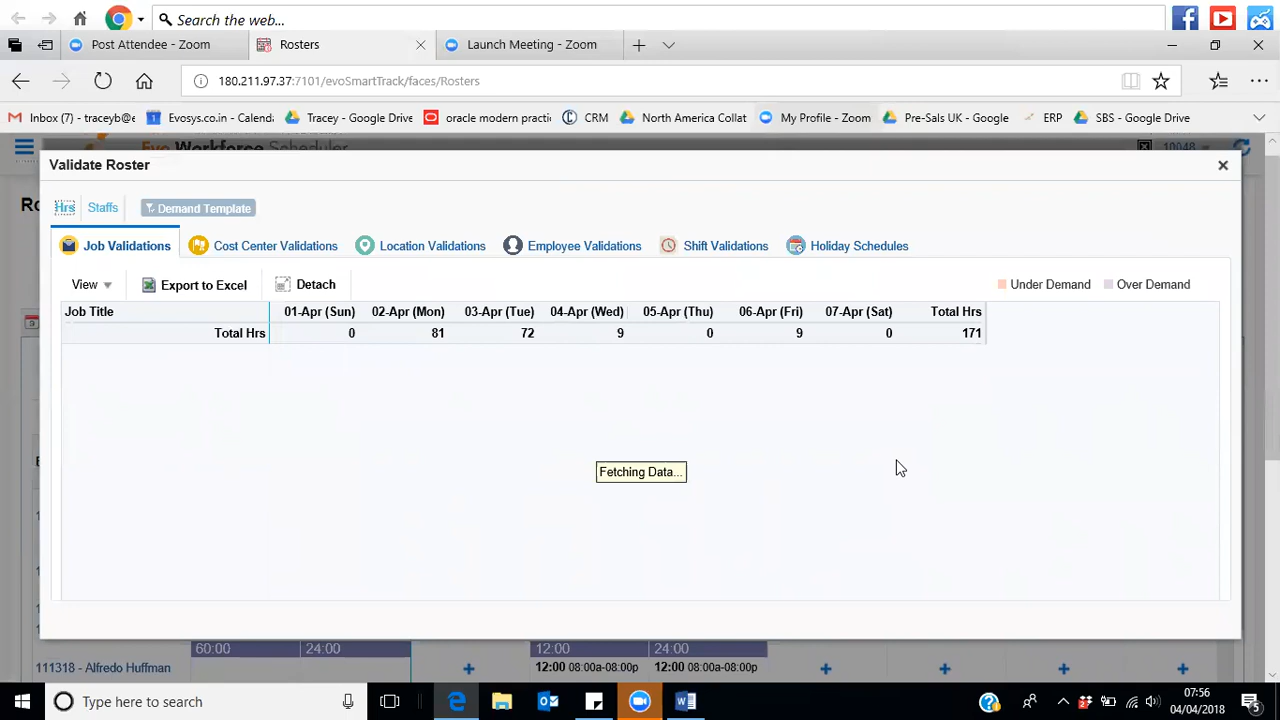 Search the web...
Post Attendee - Zoom
Rosters
Launch Meeting - Zoom
180.211.97.37:7101/evoSmartTrack/faces/Rosters
Inbox (7) - traceyb@e
Evosys.co.in - Calenda
Tracey - Google Drive
oracle modern practic
CRM
North America Collat
My Profile - Zoom
Pre-Sals UK - Google
ERP
SBS - Google Drive
Evo Workforce Scheduler
10048
Validate Roster
Hrs
Staffs
Demand Template
Job Validations
Cost Center Validations
Location Validations
Employee Validations
Shift Validations
Holiday Schedules
View
Export to Excel
Detach
Under Demand
Over Demand
Job Title 01-Apr (Sun) 02-Apr (Mon) 03-Apr (Tue) 04-Apr (Wed) 05-Apr (Thu) 06-Apr (Fri) 07-Apr (Sat) Total Hrs
Total Hrs 0 81 72 9 0 9 0 171
Fetching Data...
60:00 24:00 12:00 24:00
111318 - Alfredo Huffman 12:00 08:00a-08:00p 12:00 08:00a-08:00p
Type here to search
07:56
04/04/2018
5